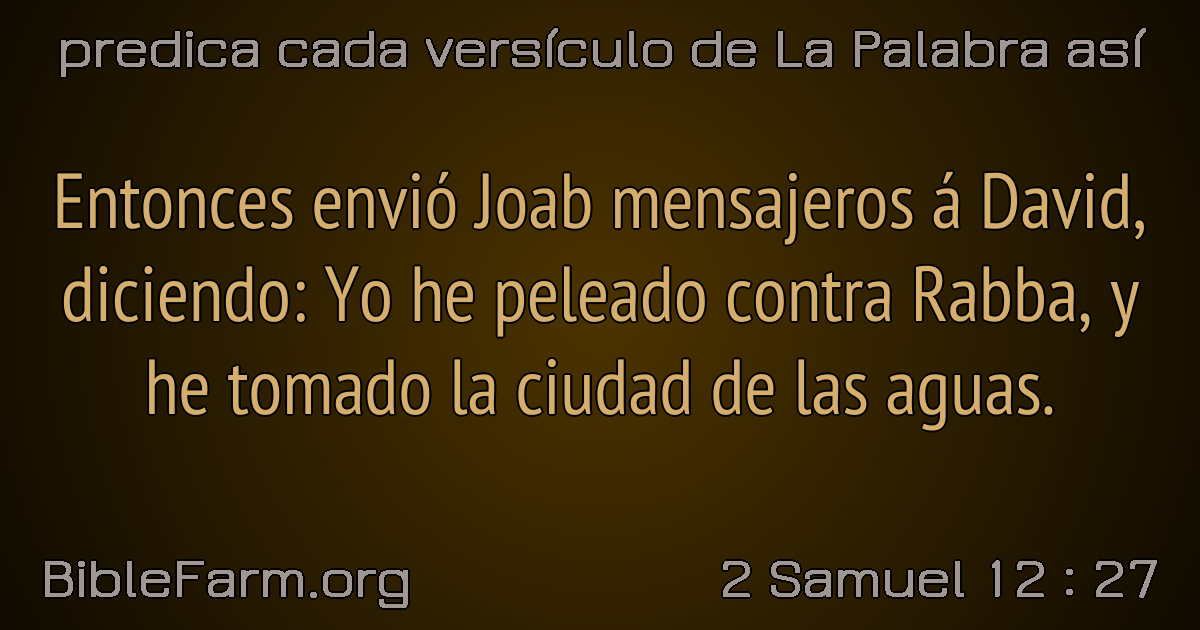 predica cada versículo de La Palabra así
Entonces envió Joab mensajeros á David,
diciendo: Yo he peleado contra Rabba, y
he tomado la ciudad de las aguas.
BibleFarm.org
2 Samuel 12 : 27